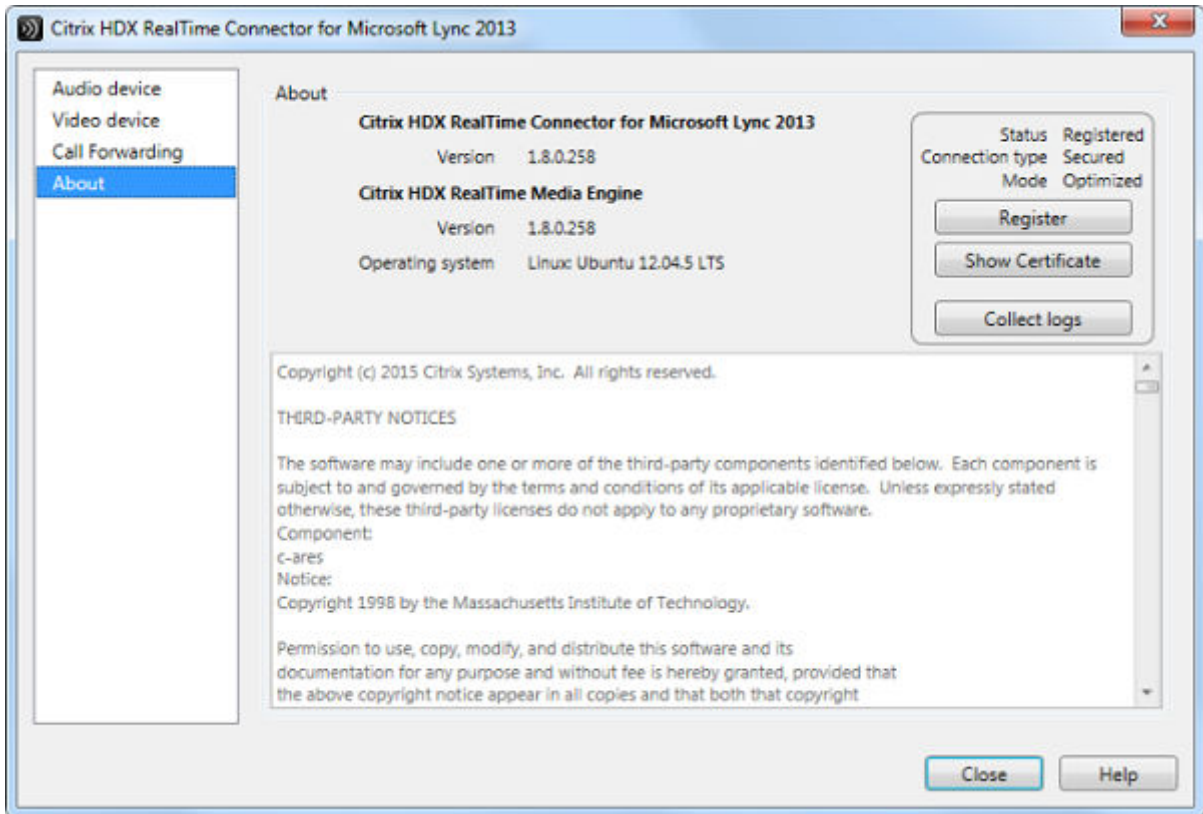 Citrix HDX RealTime Connector for Microsoft Lync 2013
Audio device
Video device
Call Forwarding
About
About
Citrix HDX RealTime Connector for Microsoft Lync 2013
Version 1.8.0.258
Citrix HDX RealTime Media Engine
Version 1.8.0.258
Operating system Linux: Ubuntu 12.04.5 LTS
Status Registered
Connection type Secured
Mode Optimized
Register
Show Certificate
Collect logs
Copyright (c) 2015 Citrix Systems, Inc. All rights reserved.
THIRD-PARTY NOTICES
The software may include one or more of the third-party components identified below. Each component is
subject to and governed by the terms and conditions of its applicable license. Unless expressly stated
otherwise, these third-party licenses do not apply to any proprietary software.
Component:
c-ares
Notice:
Copyright 1998 by the Massachusetts Institute of Technology.
Permission to use, copy, modify, and distribute this software and its
documentation for any purpose and without fee is hereby granted, provided that
the above copyright notice appear in all copies and that both that copyright
Close
Help